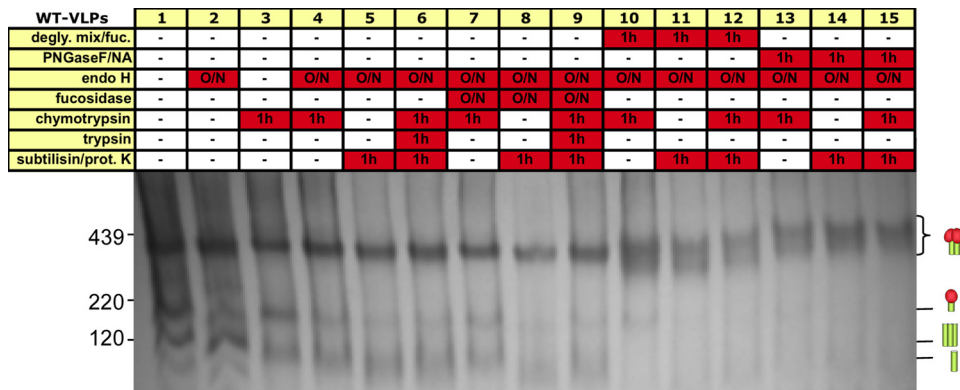 WT-VLPs 1 2 3 4 5 6 7 8 9 10 11 12 13 14 15
degly. mix/fuc. - - - - - - - - - 1h 1h 1h - - -
PNGaseF/NA - - - - - - - - - - - - 1h 1h 1h
endo H - O/N - O/N O/N O/N O/N O/N O/N O/N O/N O/N O/N O/N O/N
fucosidase - - - - - - O/N O/N O/N - - - - - -
chymotrypsin - - 1h 1h - 1h 1h - 1h 1h - 1h 1h - 1h
trypsin - - - - - 1h - - 1h - - - - - -
subtilisin/prot. K - - - - 1h 1h - 1h 1h - 1h 1h - 1h 1h
439
220
120